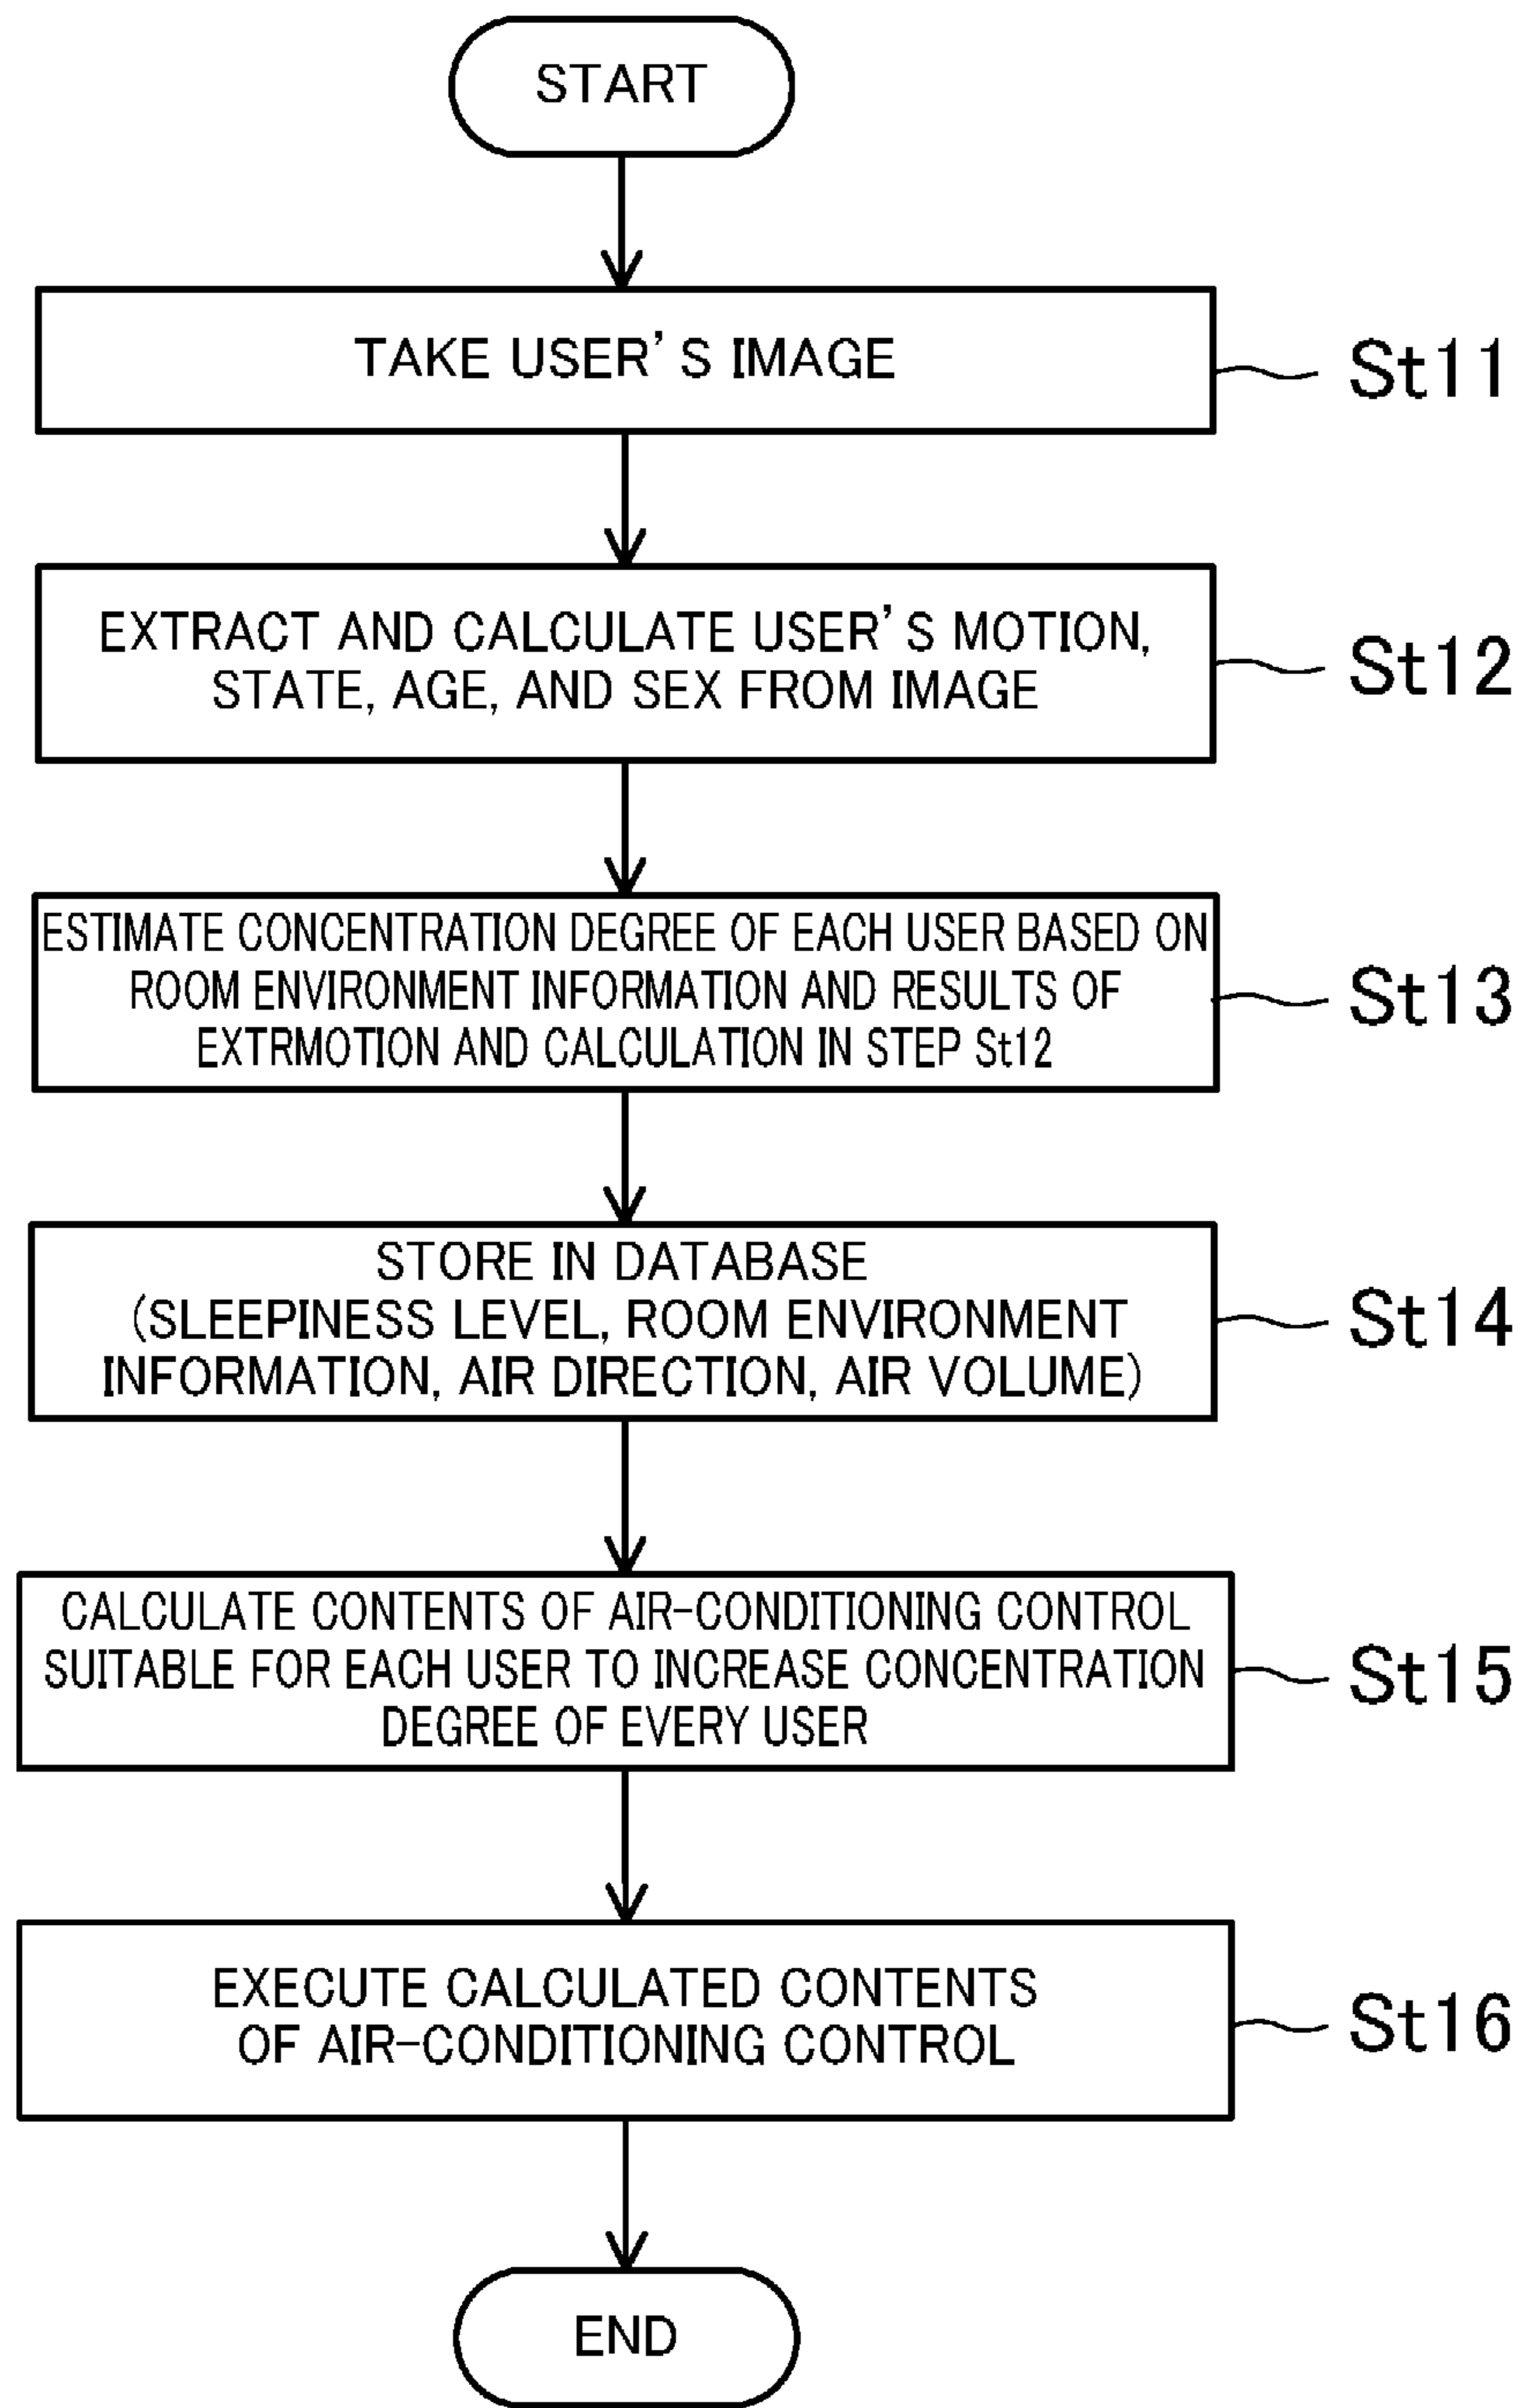 START
TAKE USER'S IMAGE
St11
EXTRACT AND CALCULATE USER'S MOTION,
STATE, AGE, AND SEX FROM IMAGE
St12
ESTIMATE CONCENTRATION DEGREE OF EACH USER BASED ON
ROOM ENVIRONMENT INFORMATION AND RESULTS OF
EXTRMOTION AND CALCULATION IN STEP St12
St13
STORE IN DATABASE
(SLEEPINESS LEVEL, ROOM ENVIRONMENT
INFORMATION, AIR DIRECTION, AIR VOLUME)
St14
CALCULATE CONTENTS OF AIR-CONDITIONING CONTROL
SUITABLE FOR EACH USER TO INCREASE CONCENTRATION
DEGREE OF EVERY USER
St15
EXECUTE CALCULATED CONTENTS
OF AIR-CONDITIONING CONTROL
St16
END